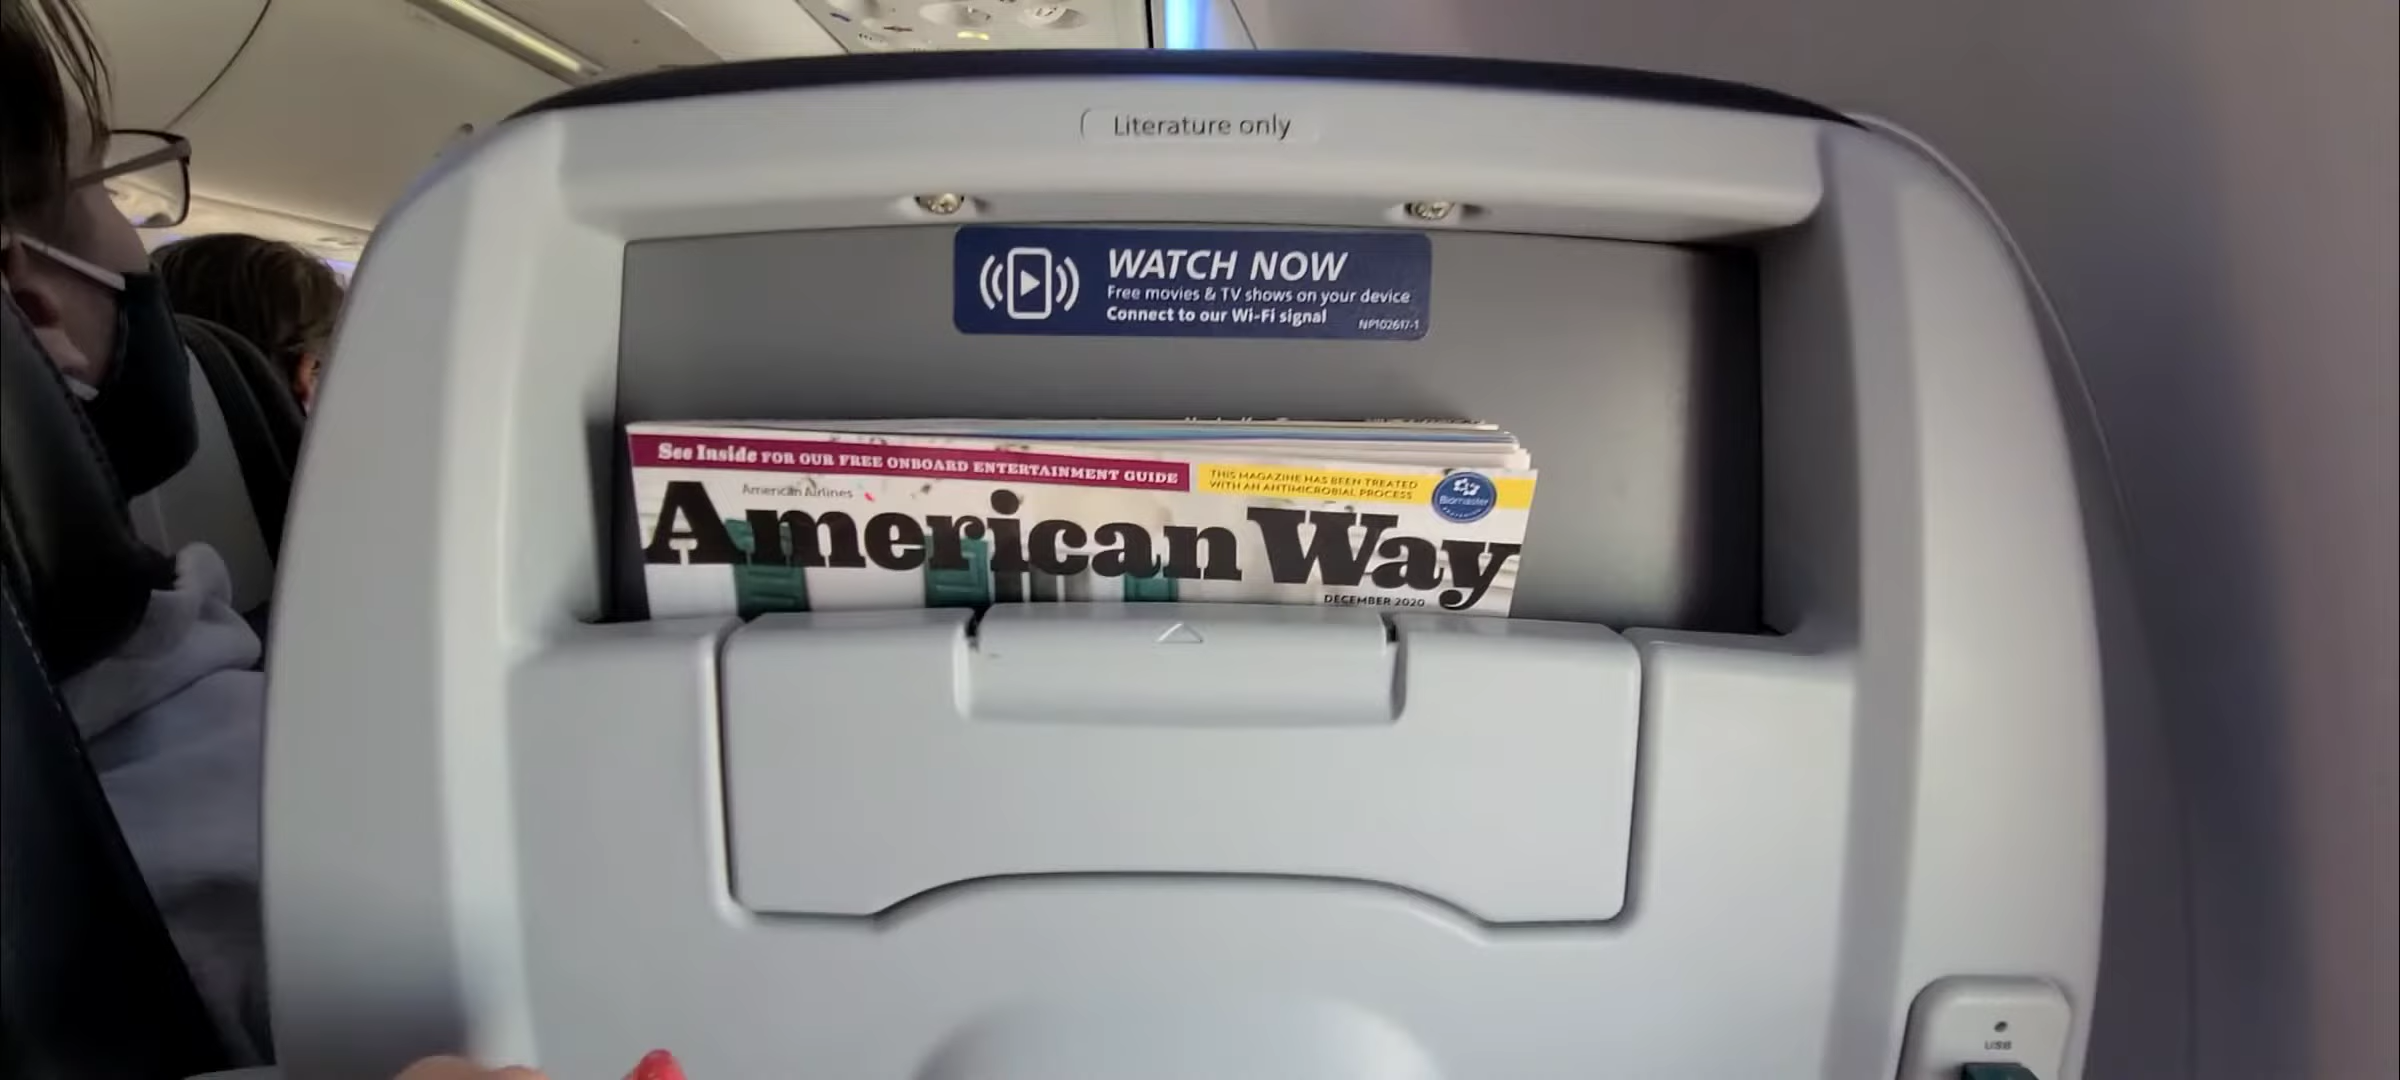 Literature only
WATCH NOW
Free movies & TV shows on your device
Connect to our Wi-Fi signal
NP102617-1
See Inside FOR OUR FREE ONBOARD ENTERTAINMENT GUIDE
THIS MAGAZINE HAS BEEN TREATED
WITH AN ANTIMICROBIAL PROCESS
Biomaster
American Airlines
American Way
DECEMBER 2020
USB